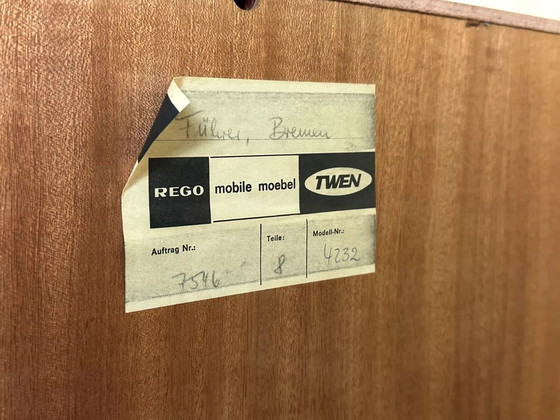 Führer, Bremen
REGO mobile moebel TWEN
Auftrag Nr.: Teile: Modell-Nr.:
7546 8 4232